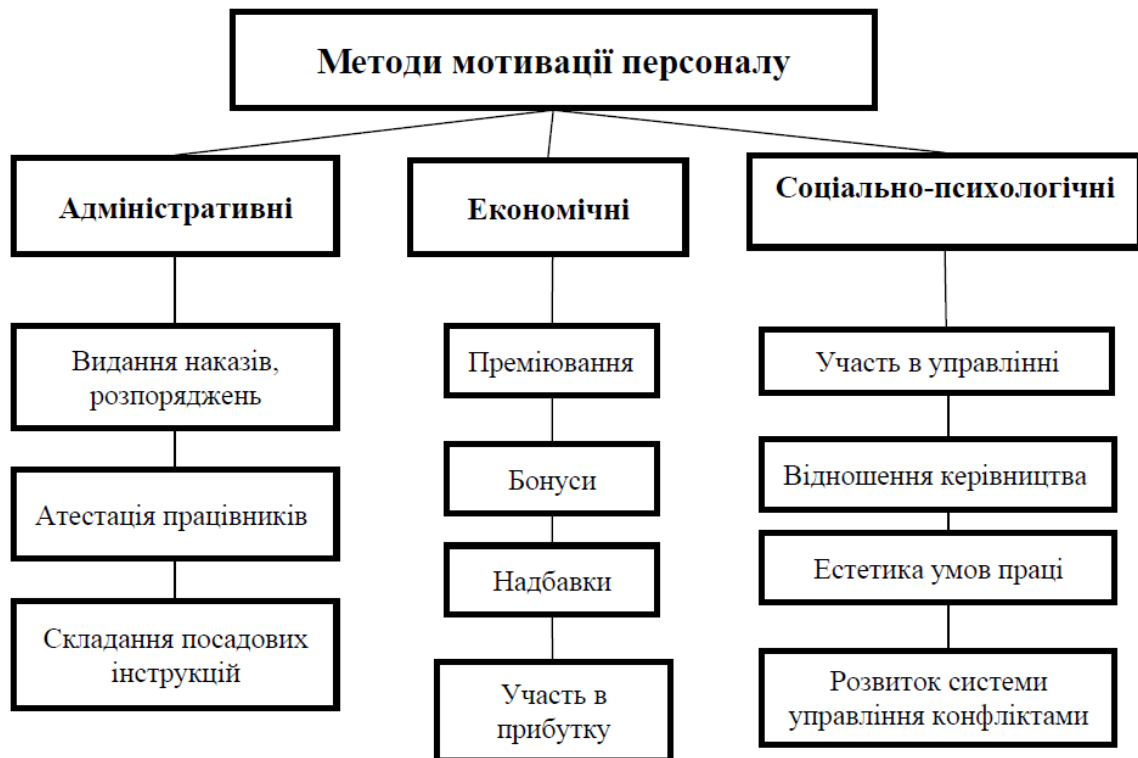 Методи мотивації персоналу
Адміністративні
Економічні
Соціально-психологічні
Видання наказів,
розпоряджень
Атестація працівників
Складання посадових
інструкцій
Преміювання
Бонуси
Надбавки
Участь в
прибутку
Участь в управлінні
Відношення керівництва
Естетика умов праці
Розвиток системи
управління конфліктами